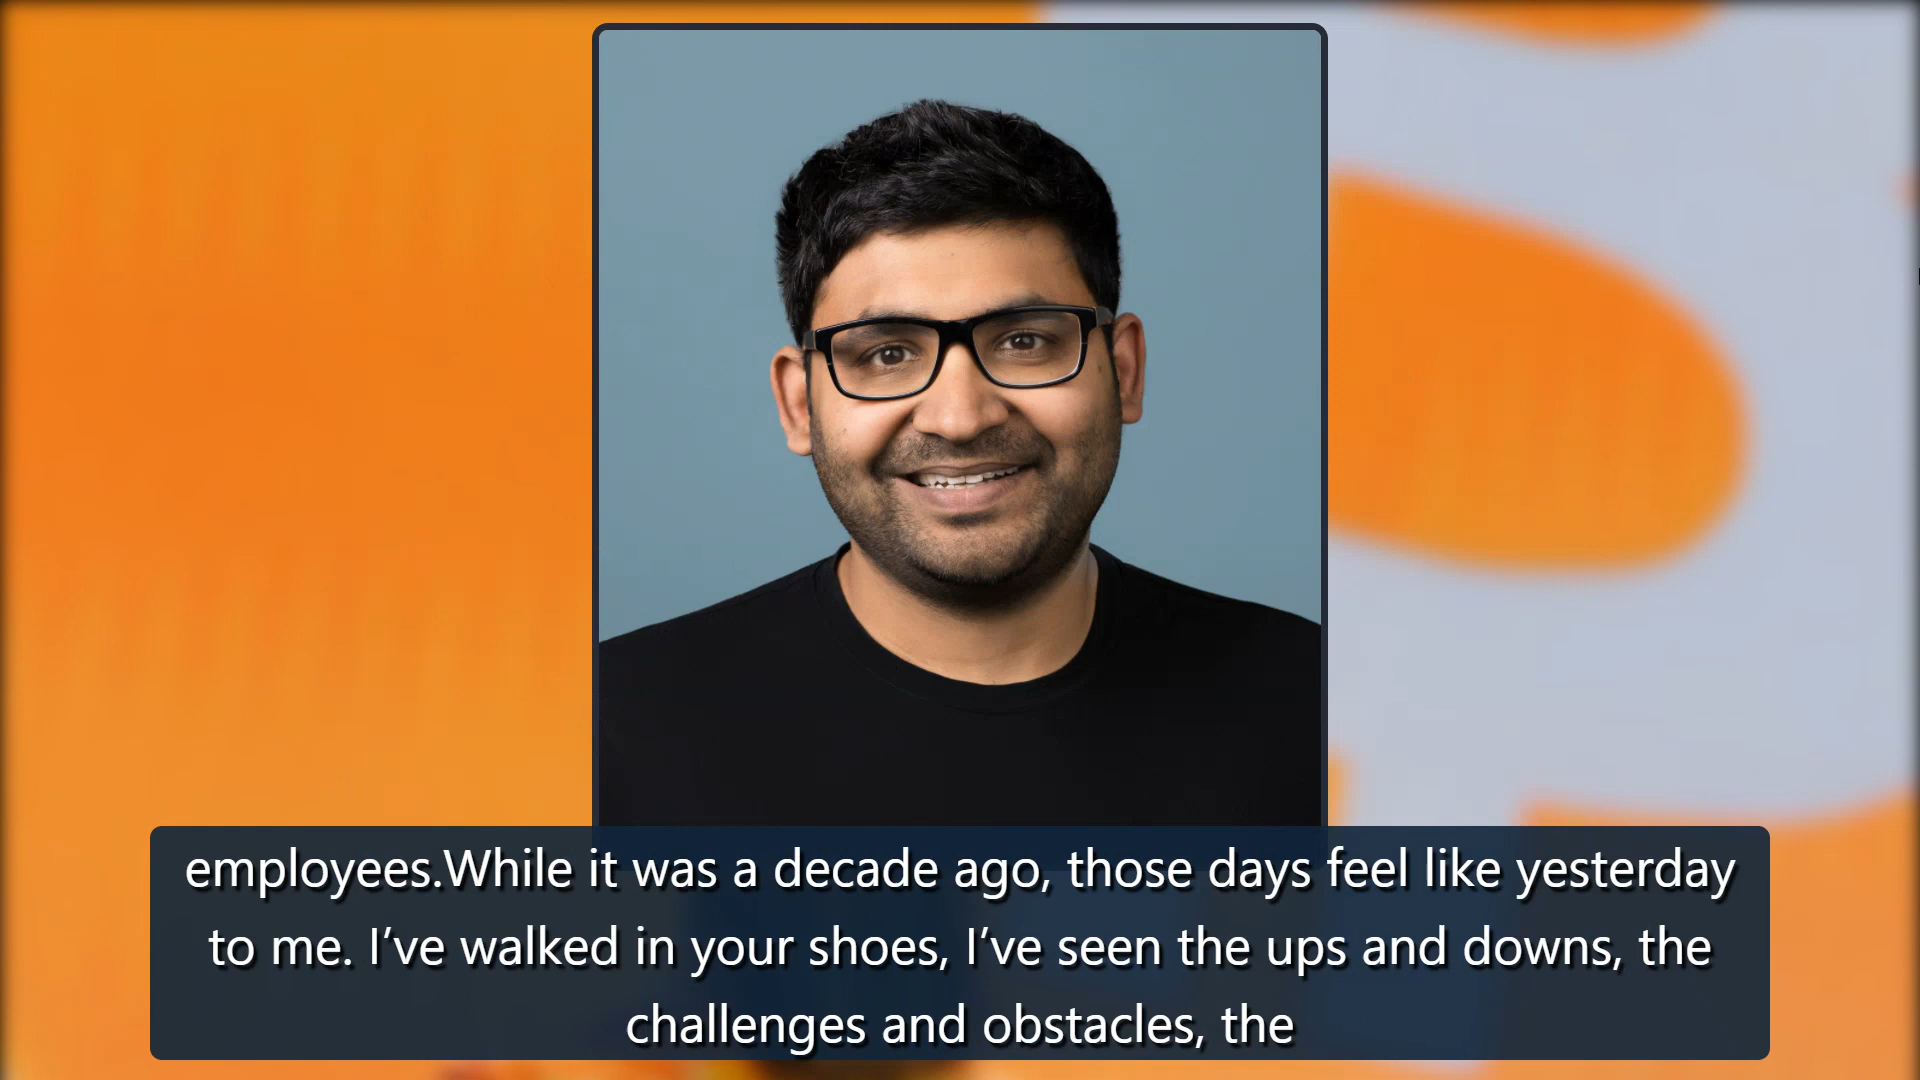 employees.While it was a decade ago, those days feel like yesterday
to me. I’ve walked in your shoes, I’ve seen the ups and downs, the
challenges and obstacles, the